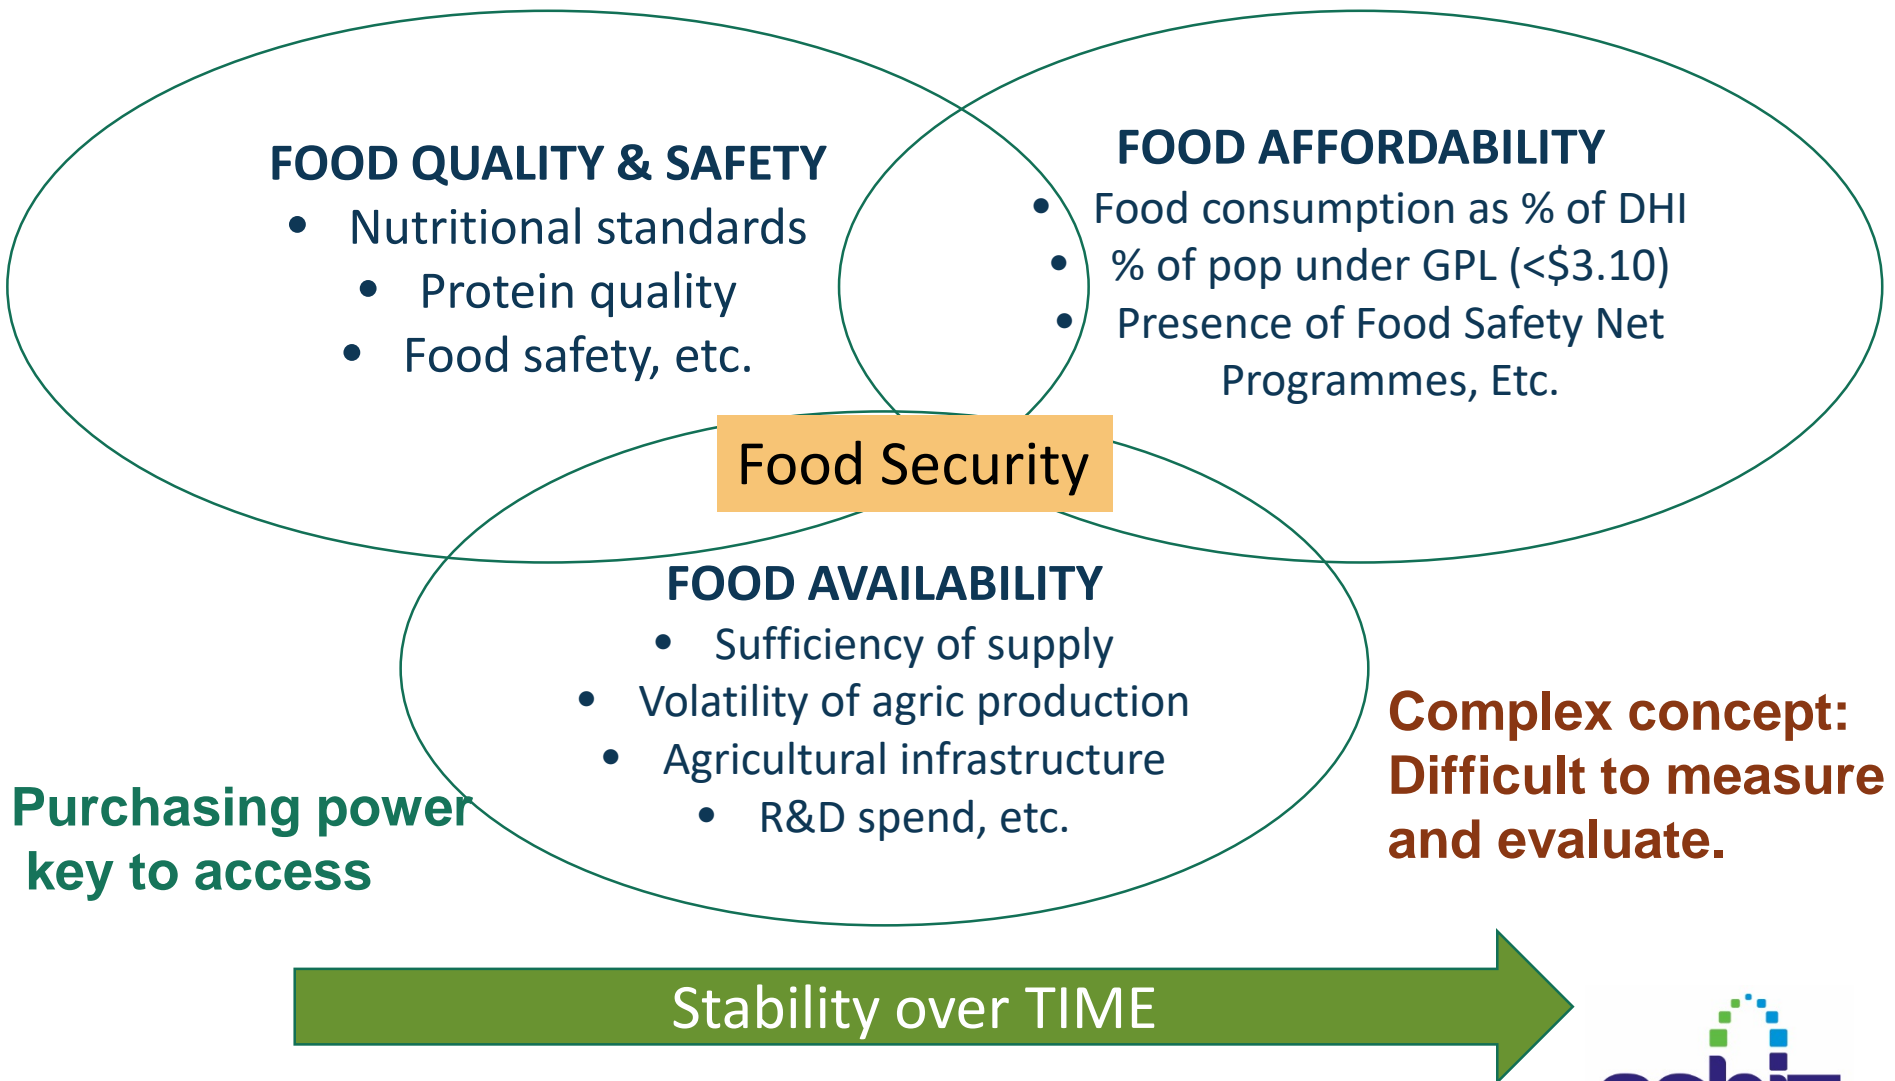 FOOD QUALITY & SAFETY
• Nutritional standards
• Protein quality
• Food safety, etc.
FOOD AFFORDABILITY
• Food consumption as % of DHI
• % of pop under GPL (<$3.10)
• Presence of Food Safety Net
Programmes, Etc.
Food Security
FOOD AVAILABILITY
• Sufficiency of supply
• Volatility of agric production
• Agricultural infrastructure
• R&D spend, etc.
Purchasing power
key to access
Complex concept:
Difficult to measure
and evaluate.
Stability over TIME